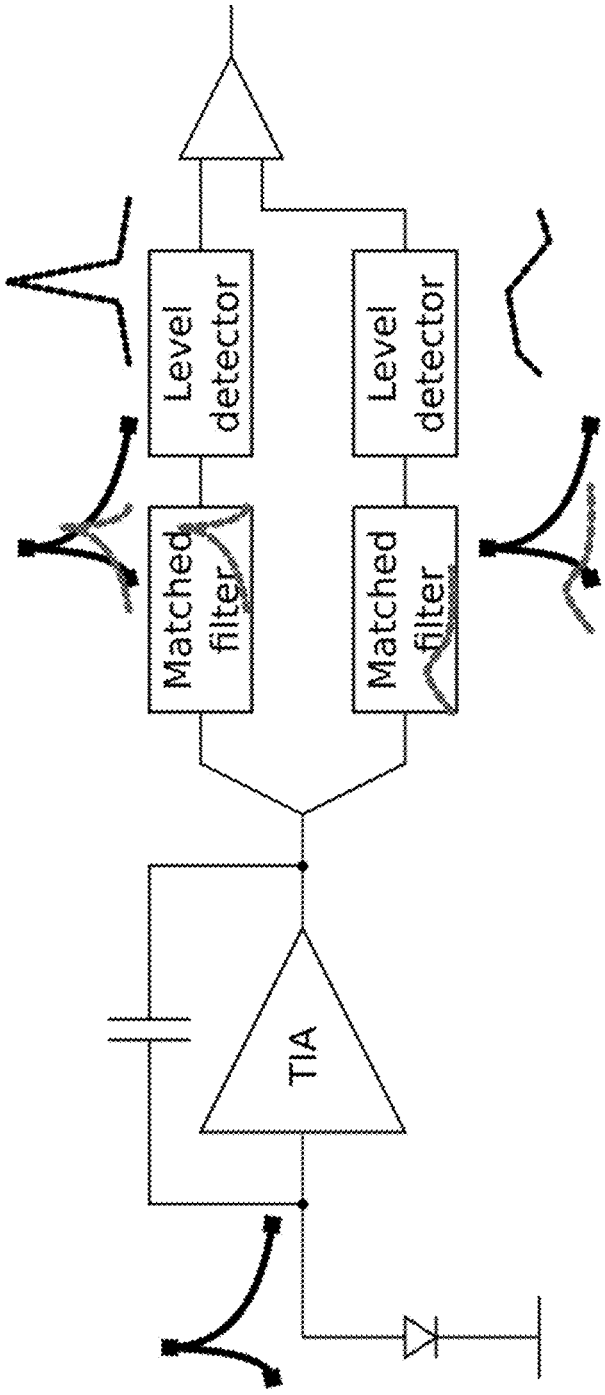 TIA
Matched
filter
Level
detector
Matched
filter
Level
detector